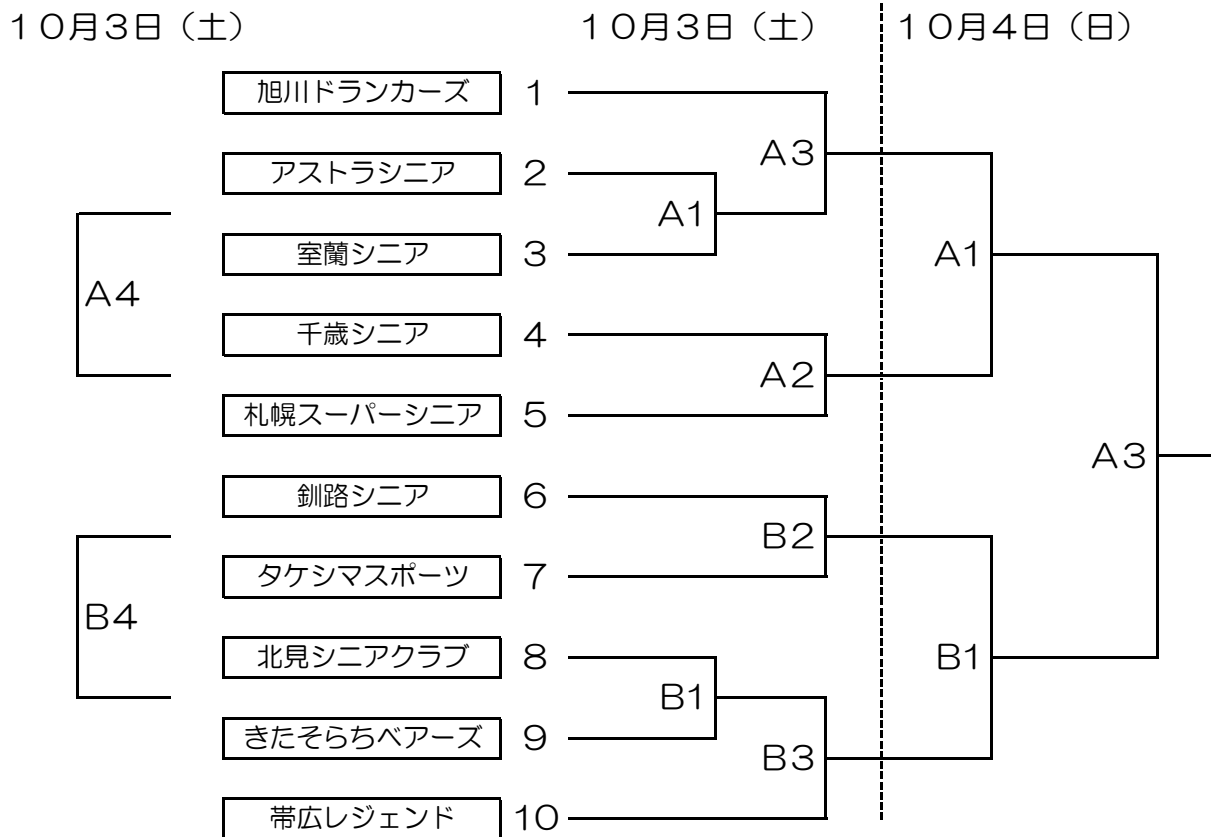 10月3日（土）
10月3日（土）
10月4日（日）
旭川ドランカーズ 1
アストラシニア 2
室蘭シニア 3
千歳シニア 4
札幌スーパーシニア 5
釧路シニア 6
タケシマスポーツ 7
北見シニアクラブ 8
きたそらちベアーズ 9
帯広レジェンド 10
A4
B4
A1
A3
A2
B2
B1
B3
A1
B1
A3